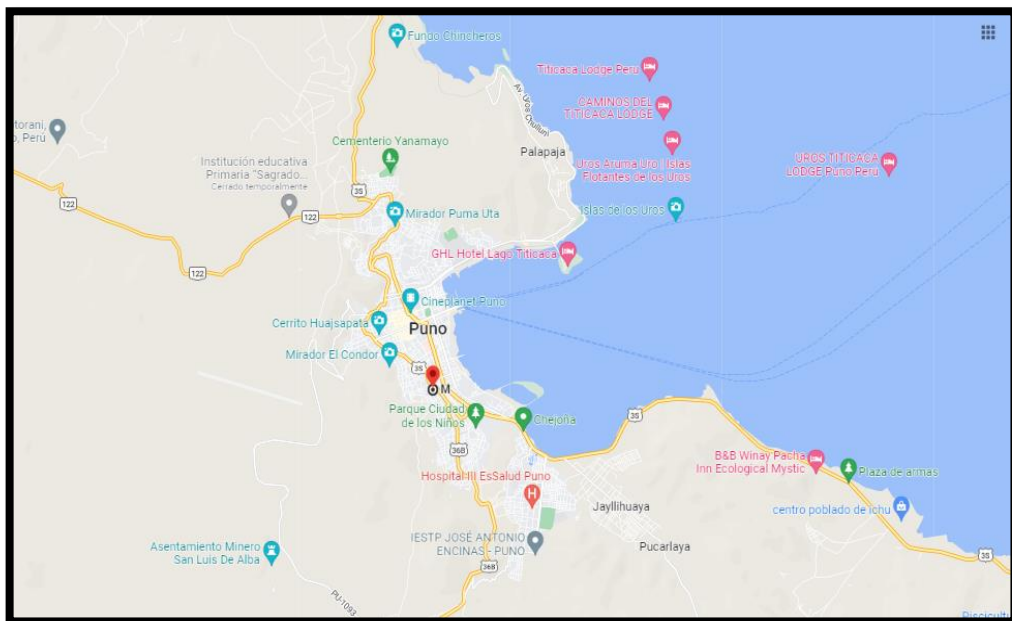 Fundo Chincheros
Titicaca Lodge Peru
CAMINOS DEL
TITICACA LODGE
Av. Uros Chulluni
torani,
o, Perú
Cementerio Yanamayo
Palapaja
Institución educativa
Primaria "Sagrado...
Cerrado temporalmente
Uros Aruma Uro | Islas
Flotantes de los Uros
UROS TITICACA
LODGE Puno Peru
35
122
122
Mirador Puma Uta
Islas de los Uros
GHL Hotel Lago Titicaca
122
Cineplanet Puno
Cerrito Huajsapata
Puno
Mirador El Condor
35
M
Parque Ciudad
de los Niños
Chejoña
35
36B
B&B Winay Pacha
Inn Ecological Mystic
Plaza de armas
Hospital III EsSalud Puno
H
Jayllihuaya
centro poblado de ichu
IESTP JOSÉ ANTONIO
ENCINAS - PUNO
Pucarlaya
Asentamiento Minero
San Luis De Alba
35
36B
PU-1093